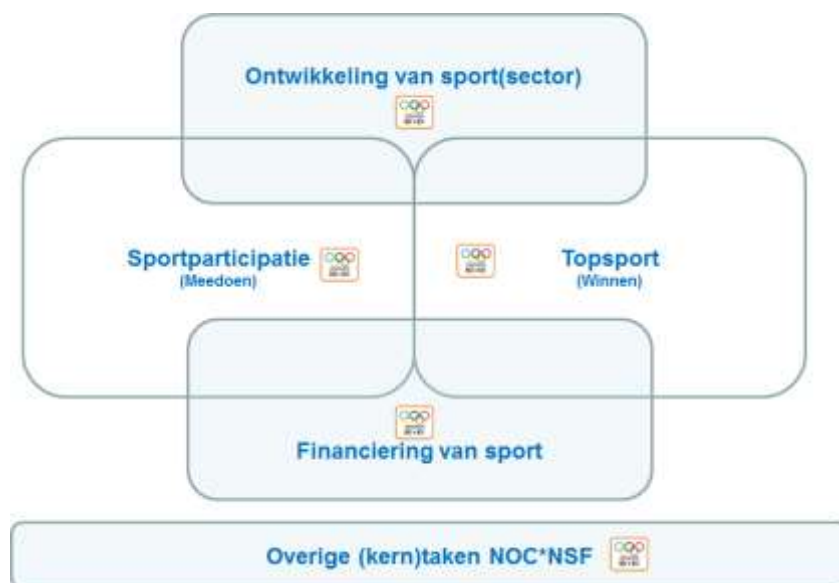 Ontwikkeling van sport(sector)
Sportparticipatie
(Meedoen)
Topsport
(Winnen)
Financiering van sport
Overige (kern)taken NOC*NSF